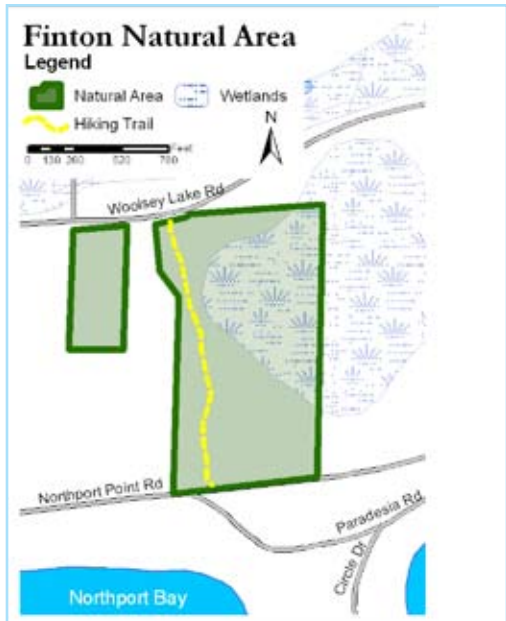 Finton Natural Area
Legend
Natural Area
Wetlands
Hiking Trail
N
Feet
0 130 260 520 780
Woolsey Lake Rd
Northport Point Rd
Paradesia Rd
Circle Dr
Northport Bay